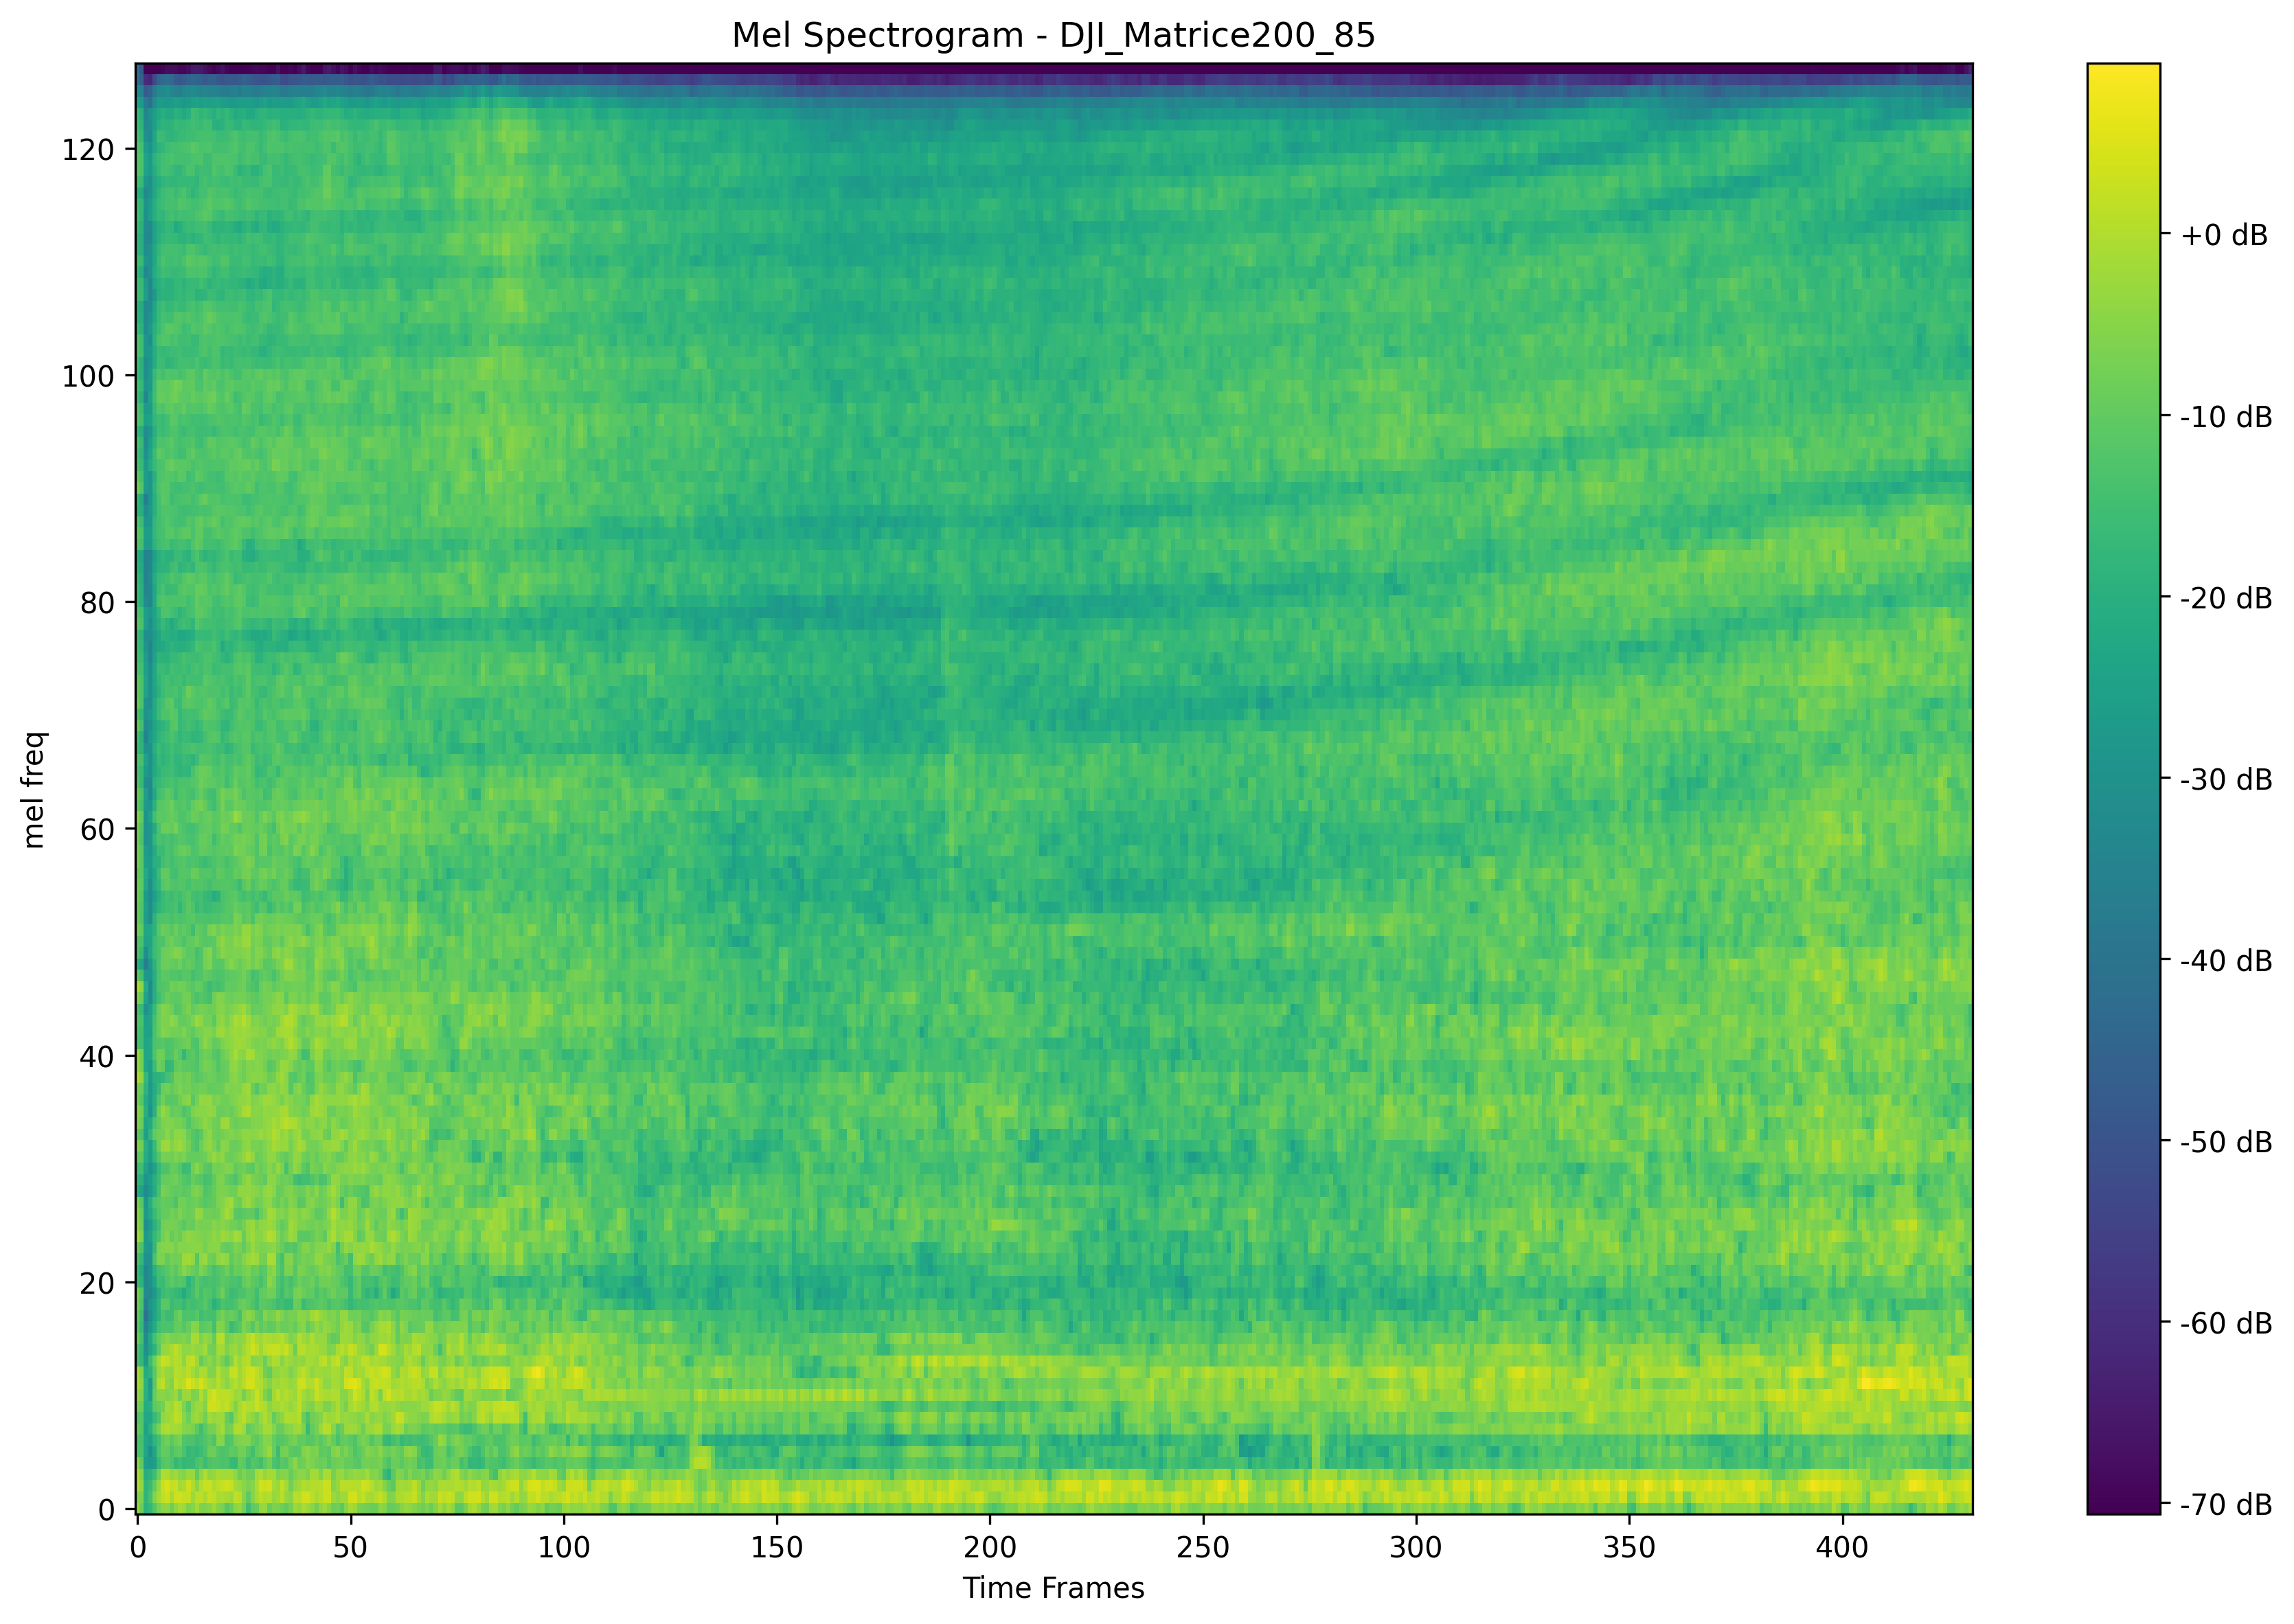 Mel Spectrogram - DJI_Matrice200_85
mel freq
120
100
80
60
40
20
0
0 50 100 150 200 250 300 350 400
Time Frames
+0 dB
-10 dB
-20 dB
-30 dB
-40 dB
-50 dB
-60 dB
-70 dB